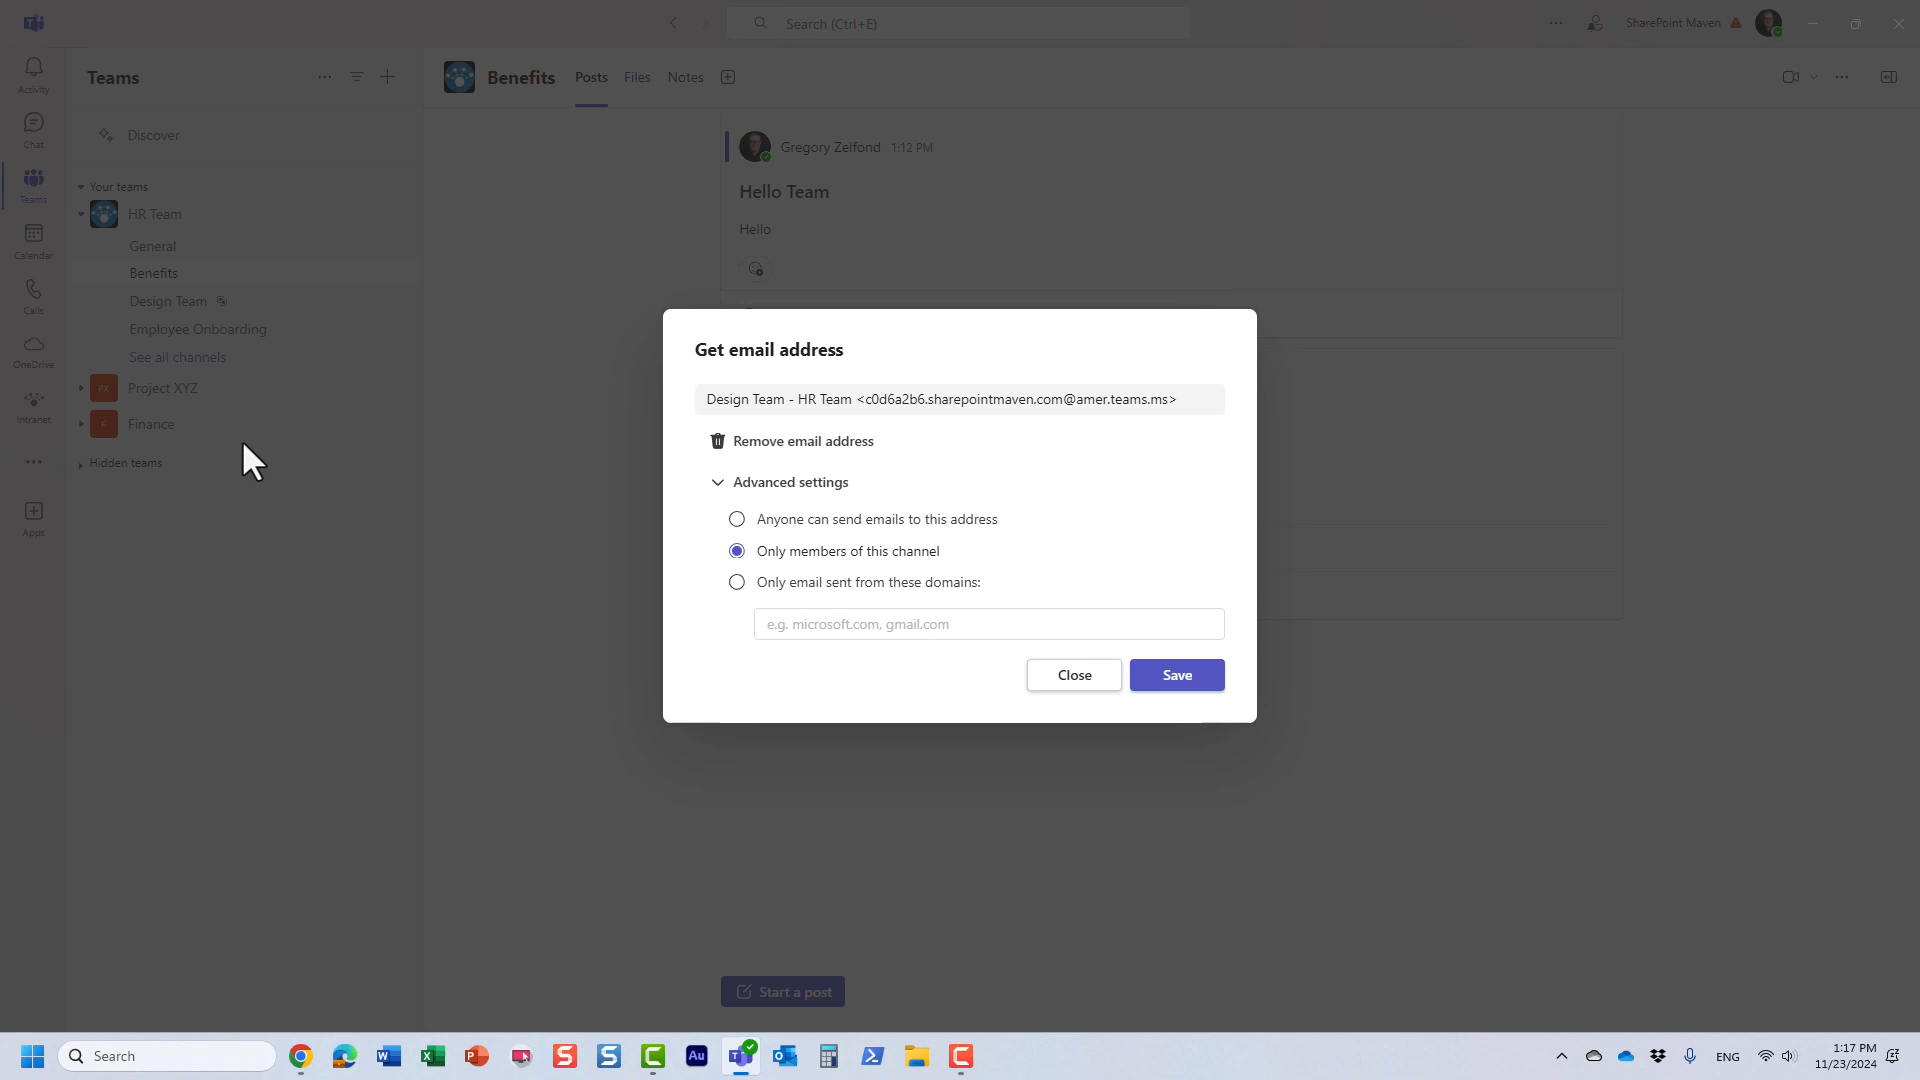 Search (Ctrl+E)
SharePoint Maven
Activity
Chat
Teams
Calendar
Calls
OneDrive
Intranet
Apps
Teams
Discover
Your teams
HR Team
General
Benefits
Design Team
Employee Onboarding
See all channels
PX
Project XYZ
F
Finance
Hidden teams
Benefits
Posts
Files
Notes
Gregory Zelfond 1:12 PM
Hello Team
Hello
Get email address
Design Team - HR Team <c0d6a2b6.sharepointmaven.com@amer.teams.ms>
Remove email address
Advanced settings
Anyone can send emails to this address
Only members of this channel
Only email sent from these domains:
e.g. microsoft.com, gmail.com
Close
Save
Start a post
Search
Au
ENG
1:17 PM
11/23/2024